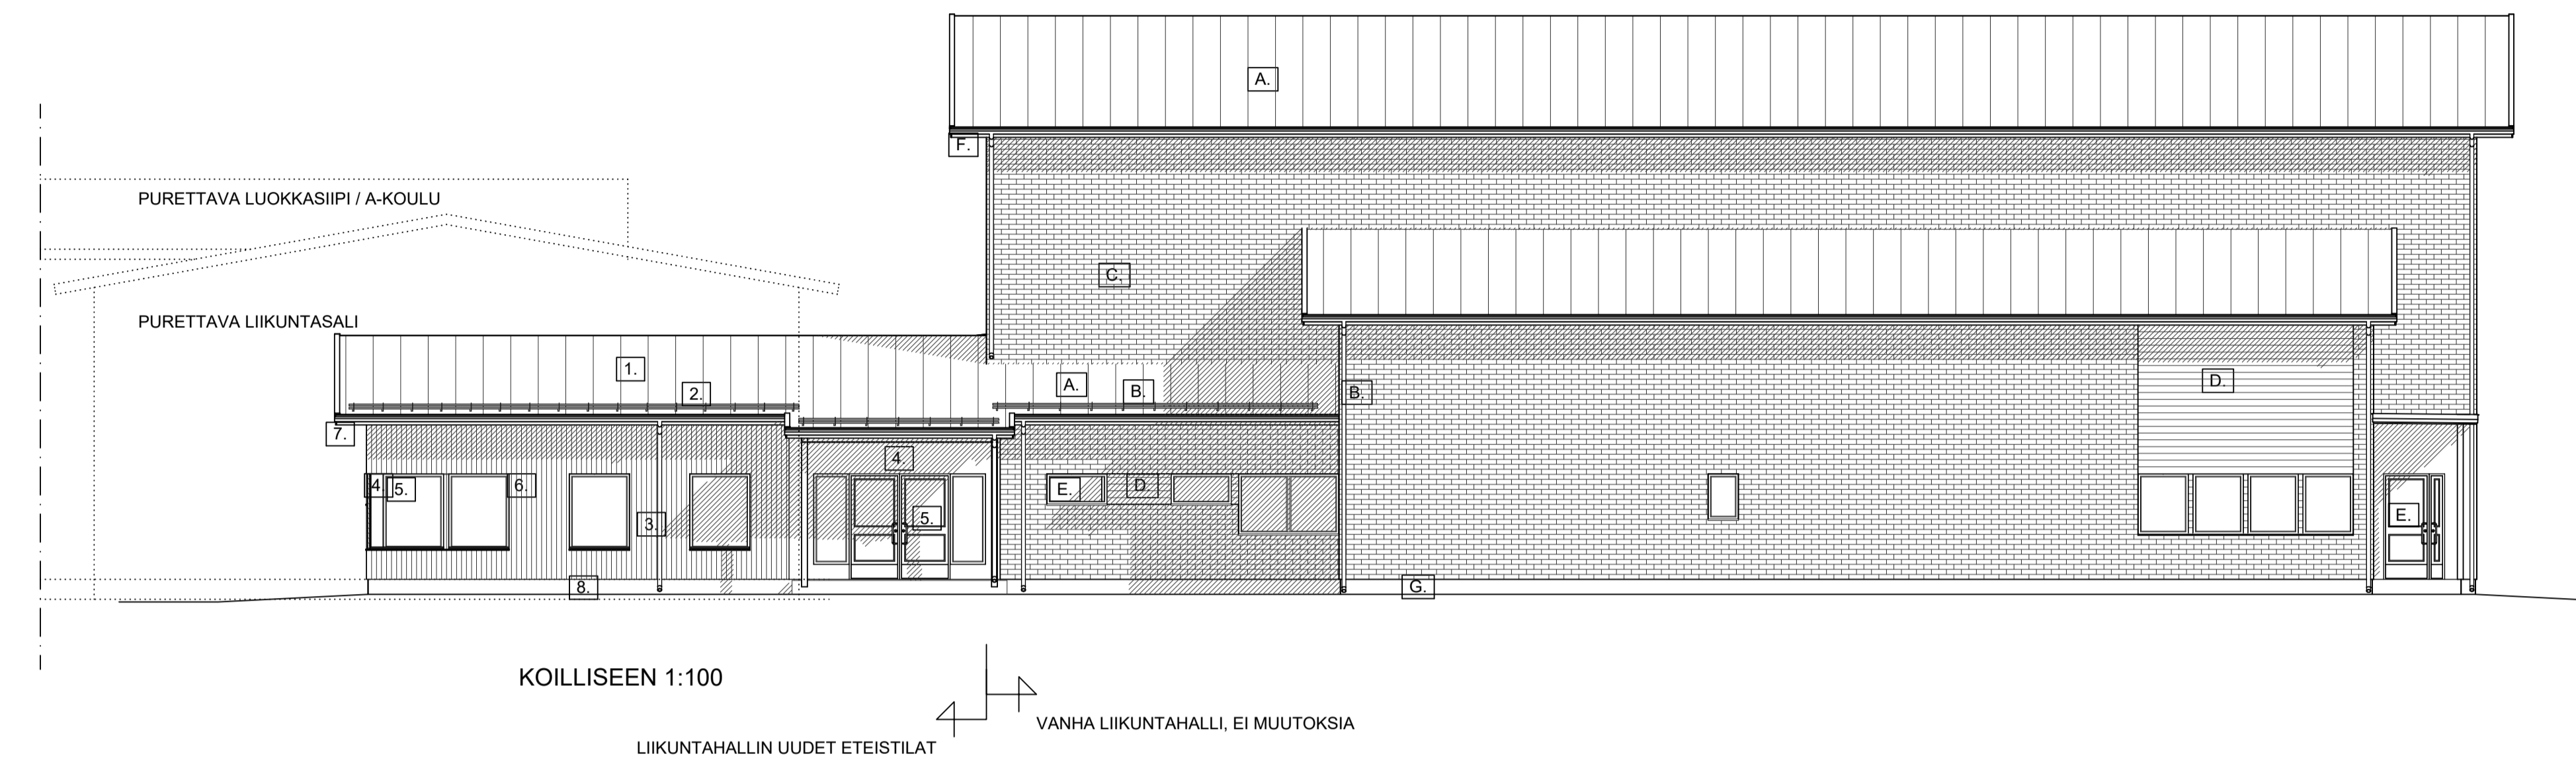 A.
F.
PURETTAVA LUOKKASIIPI / A-KOULU
C.
PURETTAVA LIIKUNTASALI
1.
2.
A.
B.
B.
D.
7.
4.
4.
5.
6.
E.
D.
3.
5.
E.
8.
G.
KOILLISEEN 1:100
VANHA LIIKUNTAHALLI, EI MUUTOKSIA
LIIKUNTAHALLIN UUDET ETEISTILAT